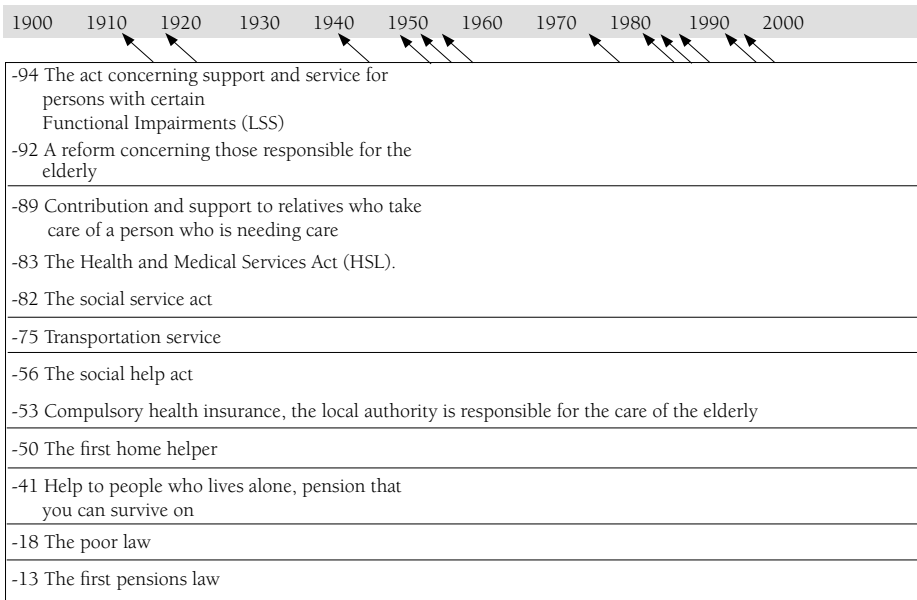 1900 1910 1920 1930 1940 1950 1960 1970 1980 1990 2000
-94 The act concerning support and service for
persons with certain
Functional Impairments (LSS)
-92 A reform concerning those responsible for the
elderly
-89 Contribution and support to relatives who take
care of a person who is needing care
-83 The Health and Medical Services Act (HSL).
-82 The social service act
-75 Transportation service
-56 The social help act
-53 Compulsory health insurance, the local authority is responsible for the care of the elderly
-50 The first home helper
-41 Help to people who lives alone, pension that
you can survive on
-18 The poor law
-13 The first pensions law